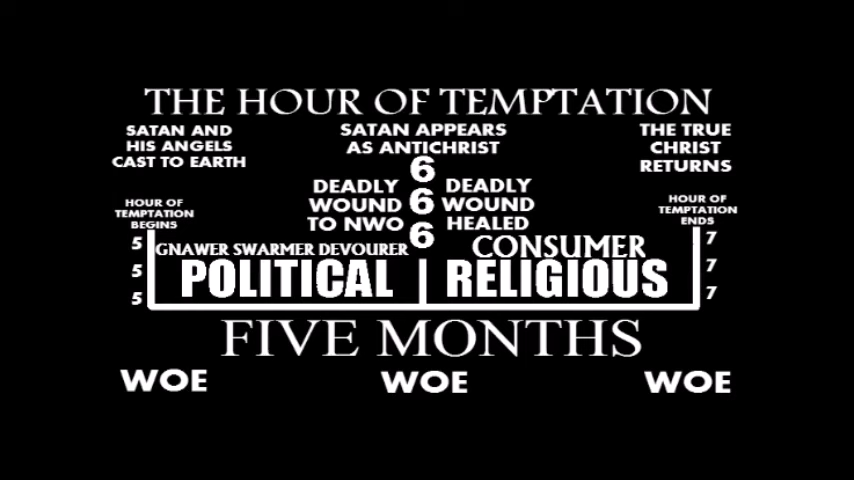 THE HOUR OF TEMPTATION
SATAN AND
HIS ANGELS
CAST TO EARTH
SATAN APPEARS
AS ANTICHRIST
THE TRUE
CHRIST
RETURNS
6
6
6
DEADLY
WOUND
TO NWO
DEADLY
WOUND
HEALED
HOUR OF
TEMPTATION
BEGINS
HOUR OF
TEMPTATION
ENDS
5
5
5
GNAWER SWARMER DEVOURER
POLITICAL
CONSUMER
RELIGIOUS
7
7
7
FIVE MONTHS
WOE WOE WOE